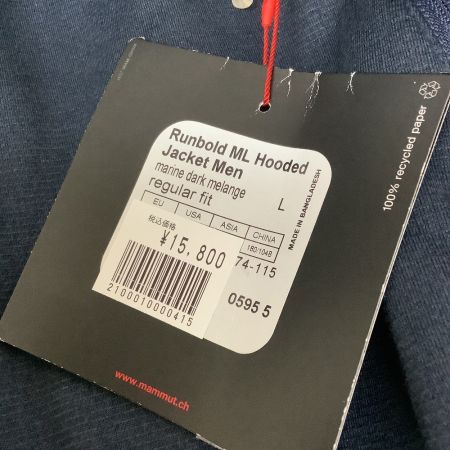 100% recycled paper
Runbold ML Hooded
Jacket Men
marine dark melange
regular fit
L
EU USA ASIA CHINA
180/104B
MADE IN BANGLADESH
税込価格
¥15,800
74-115
2100010000415
0595 5
www.mammut.ch